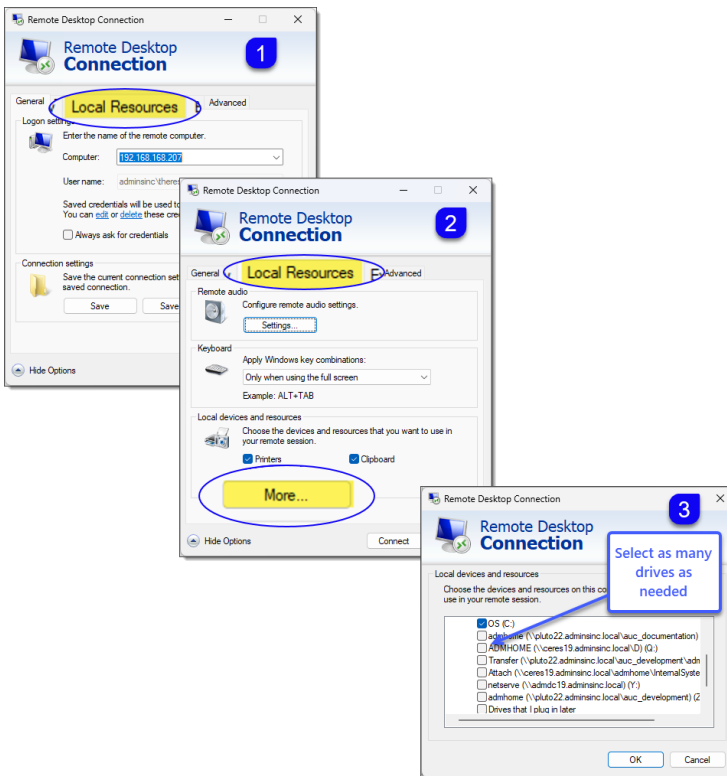 Remote Desktop Connection
1
Remote Desktop
Connection
General
Local Resources
Advanced
Enter the name of the remote computer.
Computer:
192.168.168.207
User name:
Saved credentials will be used to
You can edit or delete these
Always ask for credentials
Connection settings
Save the current connection
saved connection.
Save
Save
Hide Options
Remote Desktop Connection
2
Remote Desktop
Connection
General
Local Resources
Advanced
Remote audio
Configure remote audio settings.
Settings...
Keyboard
Apply Windows key combinations:
Only when using the full screen
Example: ALT+TAB
Local devices and resources
Choose the devices and resources that you want to use in
your remote session.
Printers
Clipboard
More...
Hide Options
Connect
Remote Desktop Connection
3
Remote Desktop
Connection
Select as many
drives as
needed
Local devices and resources
Choose the devices and resources on this
use in your remote session.
OS (C:)
admhome (\\pluto22.adminsinc.local\auc_documentation)
ADMHOME (\\ceres19.adminsinc.local\D) (Q:)
Transfer (\\pluto22.adminsinc.local\auc_development\adm
Attach (\\ceres19.adminsinc.local\admhome\InternalSyste
netserve (\\admdc19.adminsinc.local) (Y:)
admhome (\\pluto22.adminsinc.local\auc_development) (Z
Drives that I plug in later
OK
Cancel